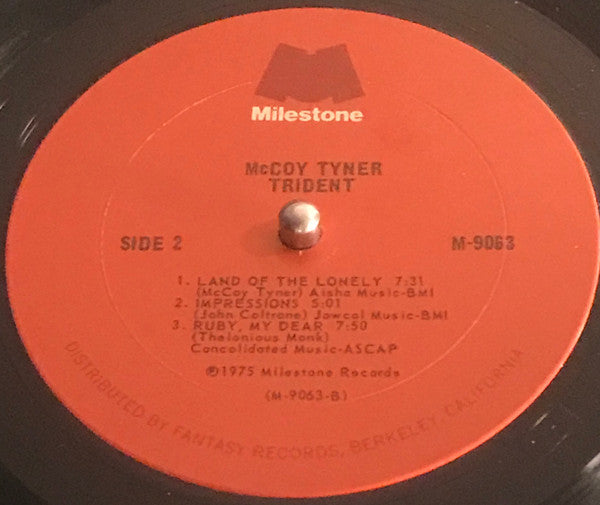 Milestone
McCOY TYNER
TRIDENT
SIDE 2
M-9063
1. LAND OF THE LONELY 7:31
(McCoy Tyner) Aisha Music-BMI
2. IMPRESSIONS 5:01
(John Coltrane) Jowcol Music-BMI
3. RUBY, MY DEAR 7:50
(Thelonious Monk)
Consolidated Music-ASCAP
℗1975 Milestone Records
(M-9063-B)
DISTRIBUTED BY FANTASY RECORDS, BERKELEY, CALIFORNIA